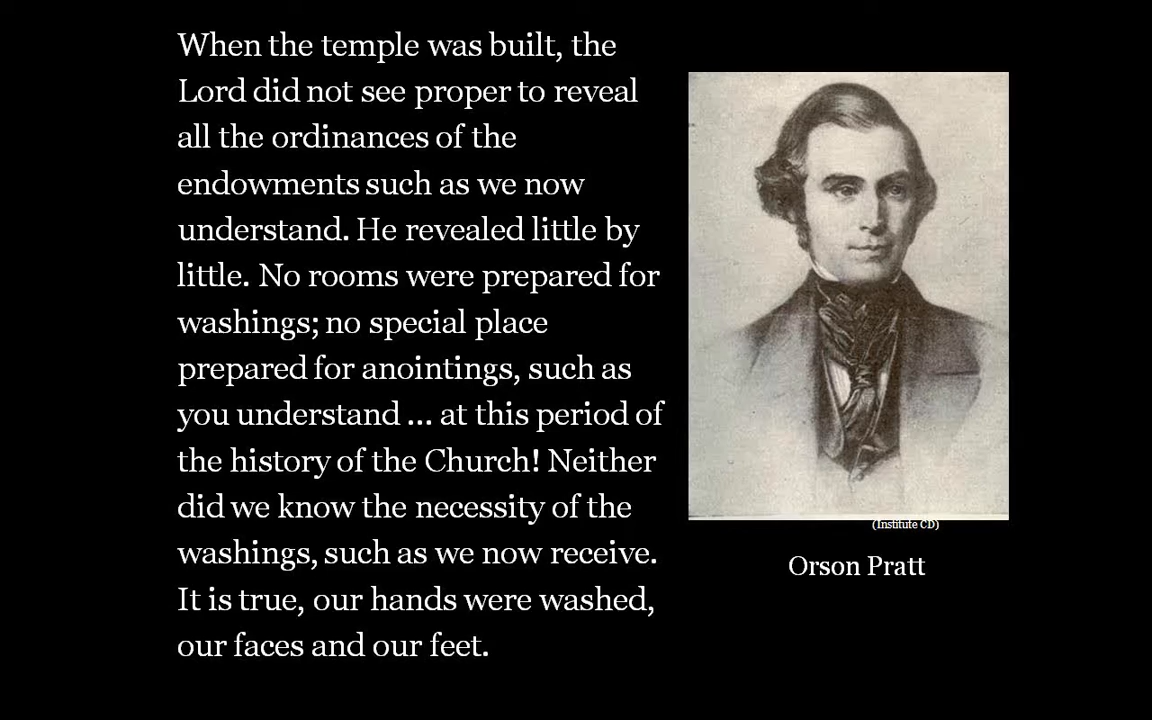 When the temple was built, the
Lord did not see proper to reveal
all the ordinances of the
endowments such as we now
understand. He revealed little by
little. No rooms were prepared for
washings; no special place
prepared for anointings, such as
you understand ... at this period of
the history of the Church! Neither
did we know the necessity of the
washings, such as we now receive.
It is true, our hands were washed,
our faces and our feet.
(Institute CD)
Orson Pratt